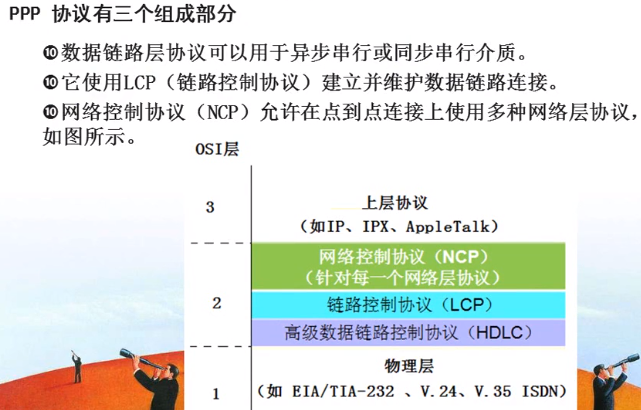 PPP 协议有三个组成部分
❿数据链路层协议可以用于异步串行或同步串行介质。
❿它使用LCP（链路控制协议）建立并维护数据链路连接。
❿网络控制协议（NCP）允许在点到点连接上使用多种网络层协议，
如图所示。
OSI层
3
上层协议
（如IP、IPX、AppleTalk）
网络控制协议（NCP）
（针对每一个网络层协议）
2
链路控制协议（LCP）
高级数据链路控制协议（HDLC）
物理层
1
（如 EIA/TIA-232 、V.24、V.35 ISDN）